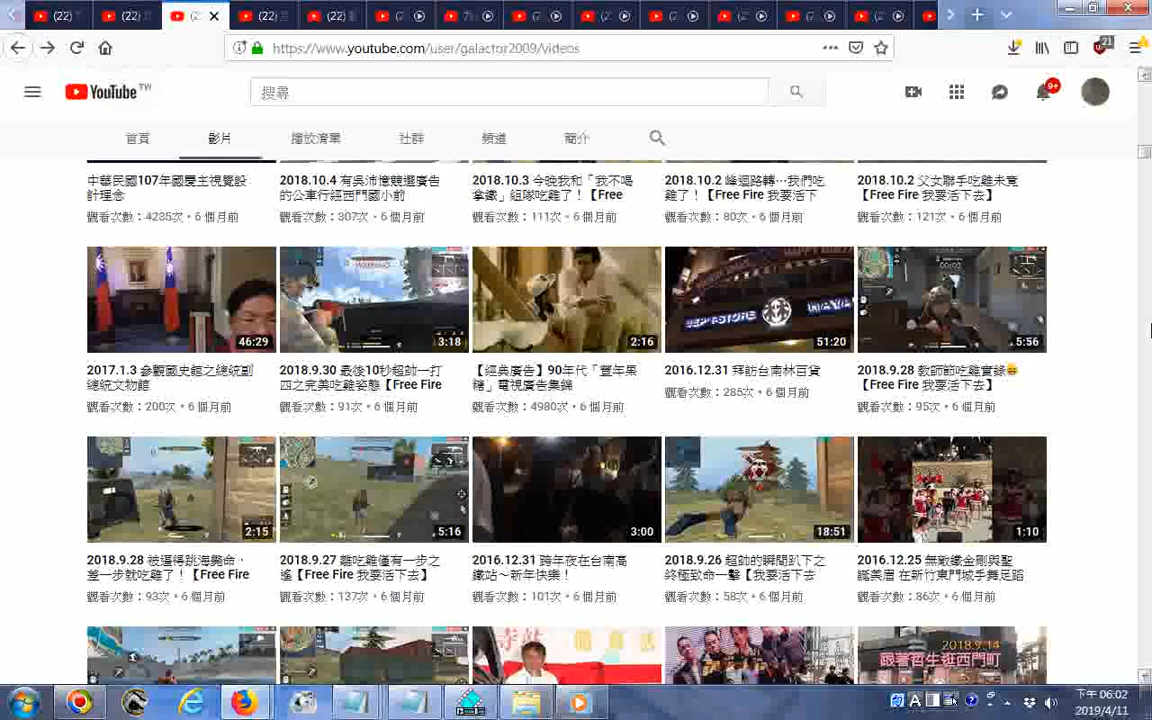 (22)
(2
(22)
(22)
https://www.youtube.com/user/galactor2009/videos
21
YouTube TW
搜尋
9+
首頁
影片
播放清單
社群
頻道
簡介
中華民國107年國慶主視覺設
計理念
觀看次數：4235次・6 個月前
2018.10.4 有吳沛憶競選廣告
的公車行經西門國小前
觀看次數：307次・6 個月前
2018.10.3 今晚我和「我不喝
拿鐵」組隊吃雞了！【Free
觀看次數：111次・6 個月前
2018.10.2 峰迴路轉…我們吃
雞了！【Free Fire 我要活下
觀看次數：80次・6 個月前
2018.10.2 父女聯手吃雞未竟
【Free Fire 我要活下去】
觀看次數：121次・6 個月前
46:29
3:18
2:16
51:20
5:56
2017.1.3 參觀國史館之總統副
總統文物館
觀看次數：200次・6 個月前
2018.9.30 最後10秒超帥一打
四之完美吃雞姿態【Free Fire
觀看次數：91次・6 個月前
【經典廣告】90年代「豐年果
糖」電視廣告集錦
觀看次數：4980次・6 個月前
2016.12.31 拜訪台南林百貨
觀看次數：285次・6 個月前
2018.9.28 教師節吃雞實錄😄
【Free Fire 我要活下去】
觀看次數：95次・6 個月前
2:15
5:16
3:00
18:51
1:10
2018.9.28 被逼得跳海斃命，
差一步就吃雞了！【Free Fire
觀看次數：93次・6 個月前
2018.9.27 離吃雞僅有一步之
遙【Free Fire 我要活下去】
觀看次數：137次・6 個月前
2016.12.31 跨年夜在台南高
鐵站～新年快樂！
觀看次數：101次・6 個月前
2018.9.26 超帥的瞬間趴下之
終極致命一擊【我要活下去
觀看次數：58次・6 個月前
2016.12.25 無敵鐵金剛與聖
誕美眉 在新竹東門城手舞足蹈
觀看次數：86次・6 個月前
2018.9.14
跟著哲生逛西門町
下午 06:02
2019/4/11